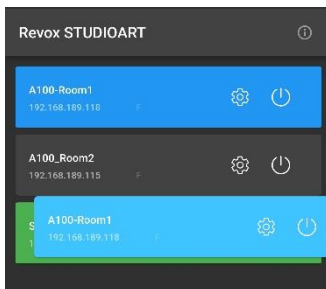 Revox STUDIOART
A100-Room1
192.168.189.118 F
A100_Room2
192.168.189.115 F
S
1
A100-Room1
192.168.189.118 F